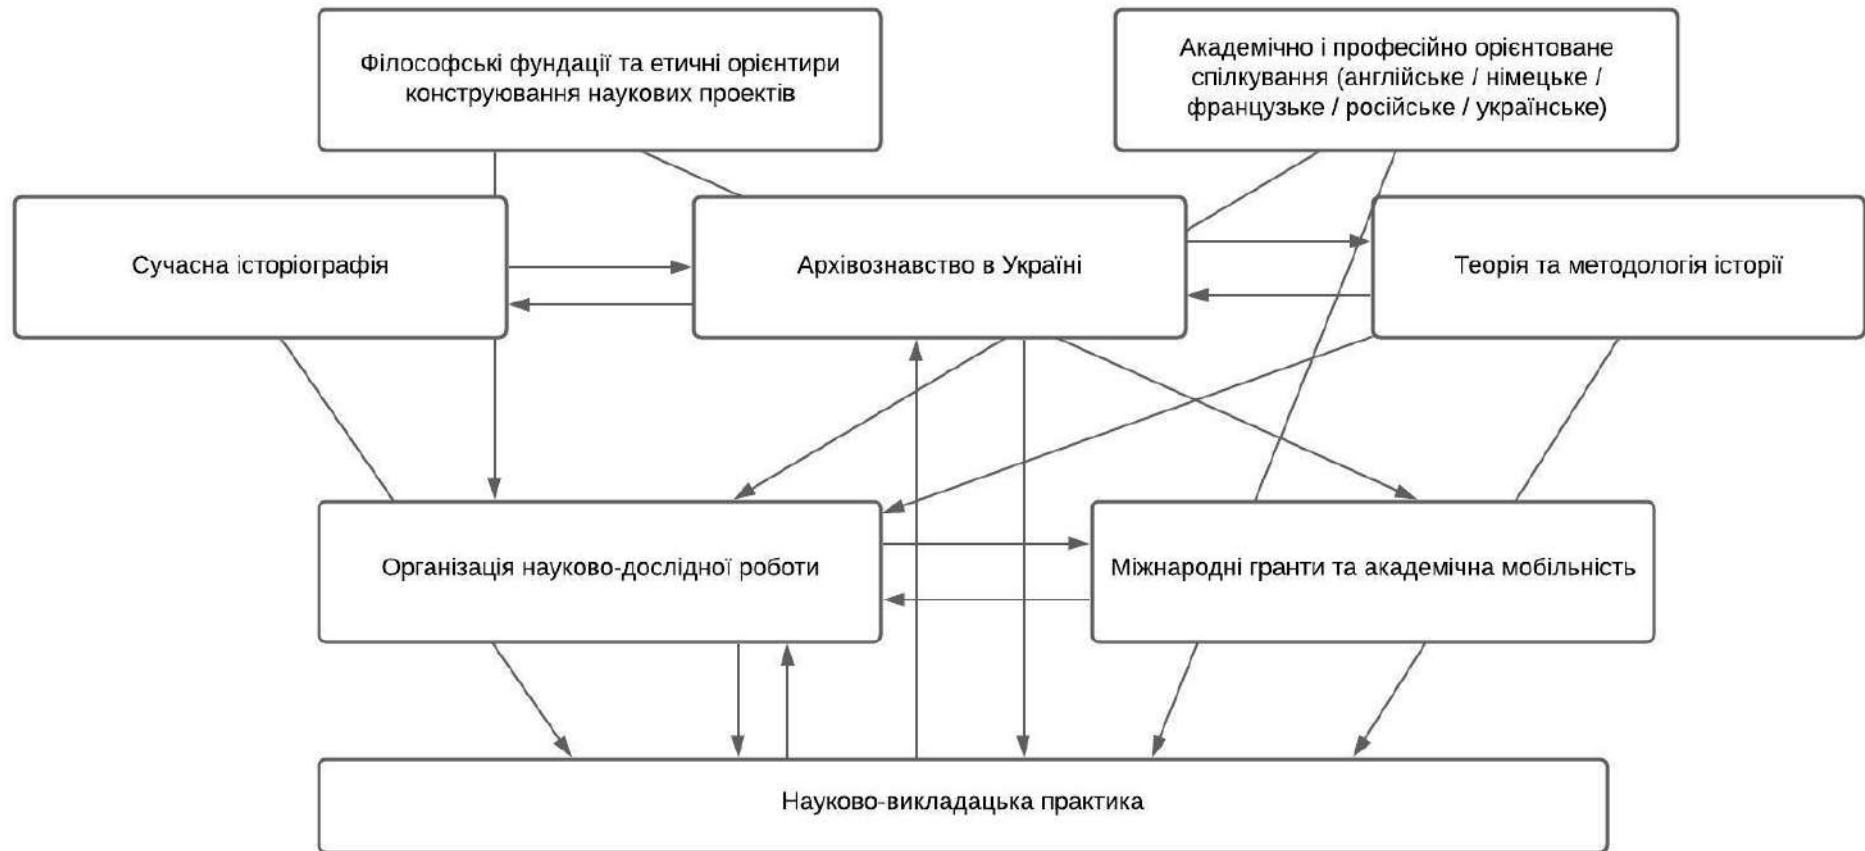 Філософські фундації та етичні орієнтири
конструювання наукових проектів
Академічно і професійно орієнтоване
спілкування (англійське / німецьке /
французьке / російське / українське)
Сучасна історіографія
Архівознавство в Україні
Теорія та методологія історії
Організація науково-дослідної роботи
Міжнародні гранти та академічна мобільність
Науково-викладацька практика